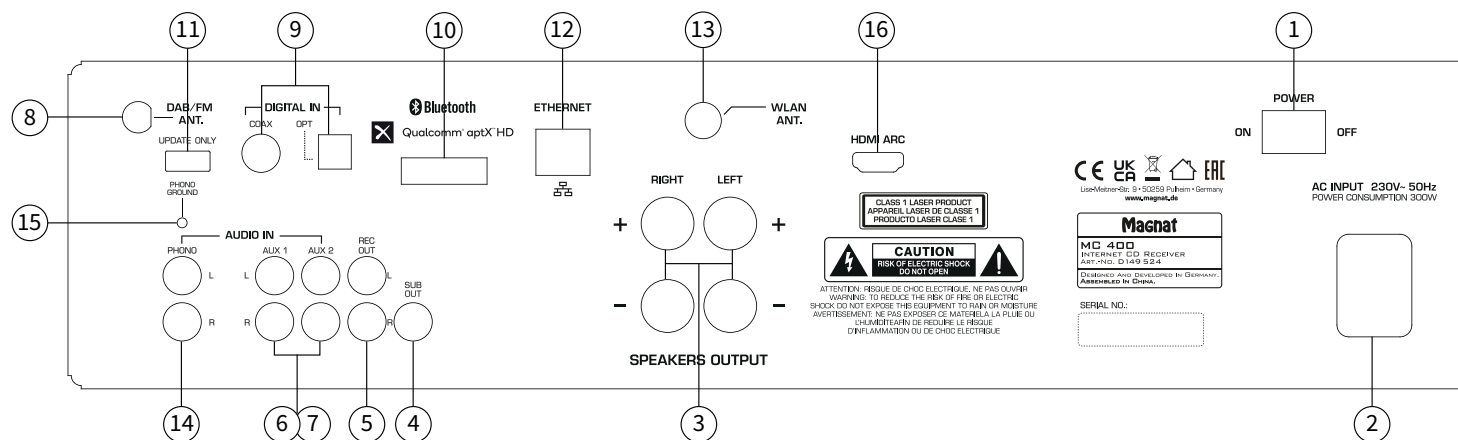 11
9
10
12
13
16
1
8
DAB/FM
ANT.
UPDATE ONLY
DIGITAL IN
COAX
OPT
Bluetooth
Qualcomm® aptX™ HD
ETHERNET
WLAN
ANT.
HDMI ARC
POWER
ON
OFF
PHONO
GROUND
15
AUDIO IN
PHONO
AUX 1
AUX 2
REC
OUT
SUB
OUT
L
L
L
R
R
R
RIGHT
LEFT
+
+
-
-
SPEAKERS OUTPUT
CLASS 1 LASER PRODUCT
APPAREIL LASER DE CLASSE 1
PRODUCTO LASER CLASE 1
CAUTION
RISK OF ELECTRIC SHOCK
DO NOT OPEN
ATTENTION: RISQUE DE CHOC ELECTRIQUE. NE PAS OUVRIR
WARNING: TO REDUCE THE RISK OF FIRE OR ELECTRIC
SHOCK DO NOT EXPOSE THIS EQUIPMENT TO RAIN OR MOISTURE
AVERTISSEMENT: NE PAS EXPOSER CE MATERIELA LA PLUIE OU
L'HUMIDITEAFIN DE REDUIRE LE RISQUE
D'INFLAMMATION OU DE CHOC ELECTRIQUE
CE UK CA EAC
Lise-Meitner-Str. 9 • 50259 Pulheim • Germany
www.magnat.de
Magnat
MC 400
INTERNET CD RECEIVER
ART.-NO. D149 524
DESIGNED AND DEVELOPED IN GERMANY.
ASSEMBLED IN CHINA.
SERIAL NO.:
AC INPUT 230V~ 50Hz
POWER CONSUMPTION 300W
14
6
7
5
4
3
2